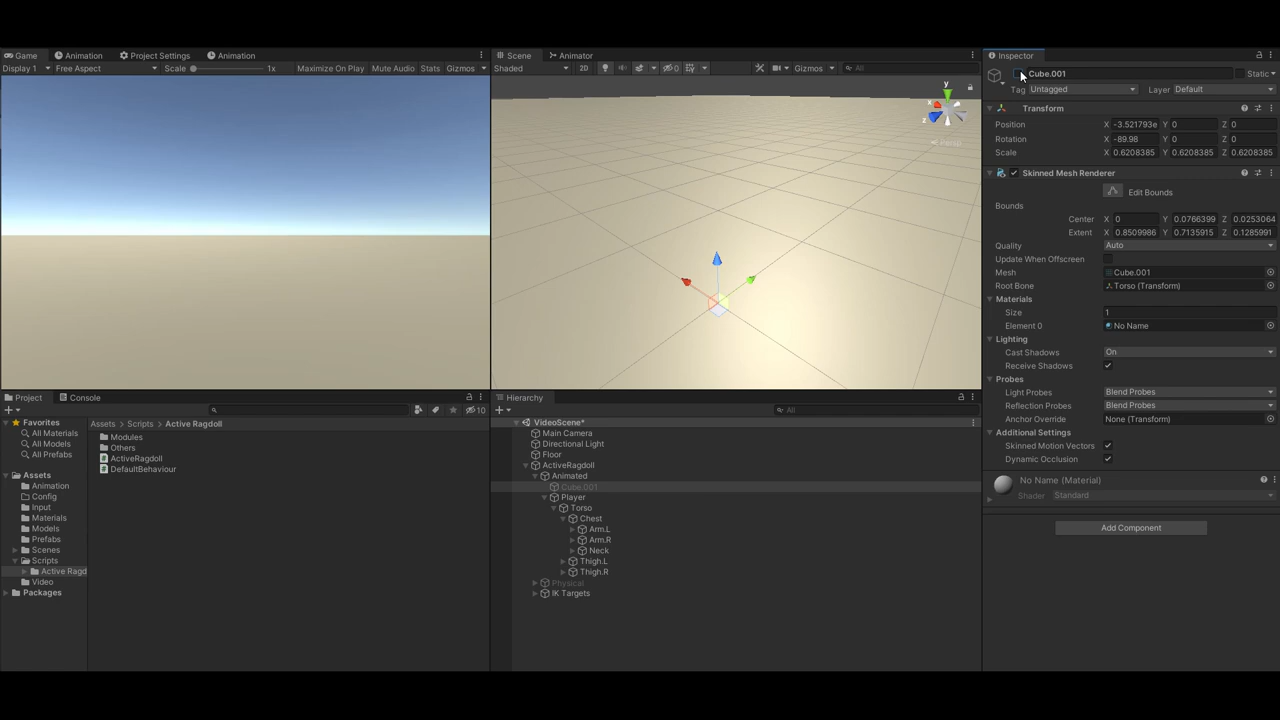 Game Animation Project Settings Animation
Display 1 Free Aspect Scale 1x Maximize On Play Mute Audio Stats Gizmos
Scene Animator
Shaded 2D 0 Gizmos All
y
x
z
Persp
Inspector
Cube.001 Static
Tag Untagged Layer Default
Transform
Position X -3.521793e Y 0 Z 0
Rotation X -89.98 Y 0 Z 0
Scale X 0.6208385 Y 0.6208385 Z 0.6208385
Skinned Mesh Renderer
Edit Bounds
Bounds
Center X 0 Y 0.0766399 Z 0.0253064
Extent X 0.8509986 Y 0.7135915 Z 0.1285991
Quality Auto
Update When Offscreen
Mesh Cube.001
Root Bone Torso (Transform)
Materials
Size 1
Element 0 No Name
Lighting
Cast Shadows On
Receive Shadows
Probes
Light Probes Blend Probes
Reflection Probes Blend Probes
Anchor Override None (Transform)
Additional Settings
Skinned Motion Vectors
Dynamic Occlusion
No Name (Material)
Shader Standard
Add Component
Project Console
10
Favorites
All Materials
All Models
All Prefabs
Assets
Animation
Config
Input
Materials
Models
Prefabs
Scenes
Scripts
Active Ragd
Video
Packages
Assets Scripts Active Ragdoll
Modules
Others
ActiveRagdoll
DefaultBehaviour
Hierarchy
All
VideoScene*
Main Camera
Directional Light
Floor
ActiveRagdoll
Animated
Cube.001
Player
Torso
Chest
Arm.L
Arm.R
Neck
Thigh.L
Thigh.R
Physical
IK Targets